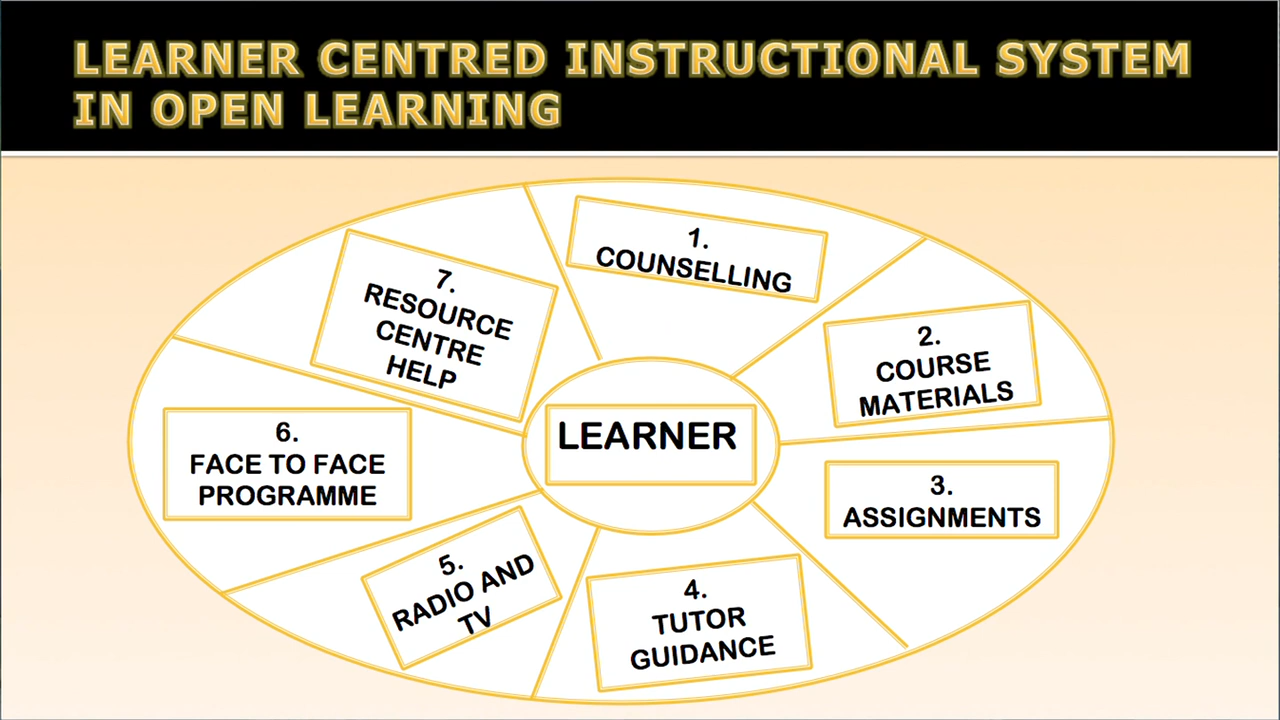 LEARNER CENTRED INSTRUCTIONAL SYSTEM
IN OPEN LEARNING
1.
COUNSELLING
2.
COURSE
MATERIALS
3.
ASSIGNMENTS
4.
TUTOR
GUIDANCE
5.
RADIO AND
TV
6.
FACE TO FACE
PROGRAMME
7.
RESOURCE
CENTRE
HELP
LEARNER